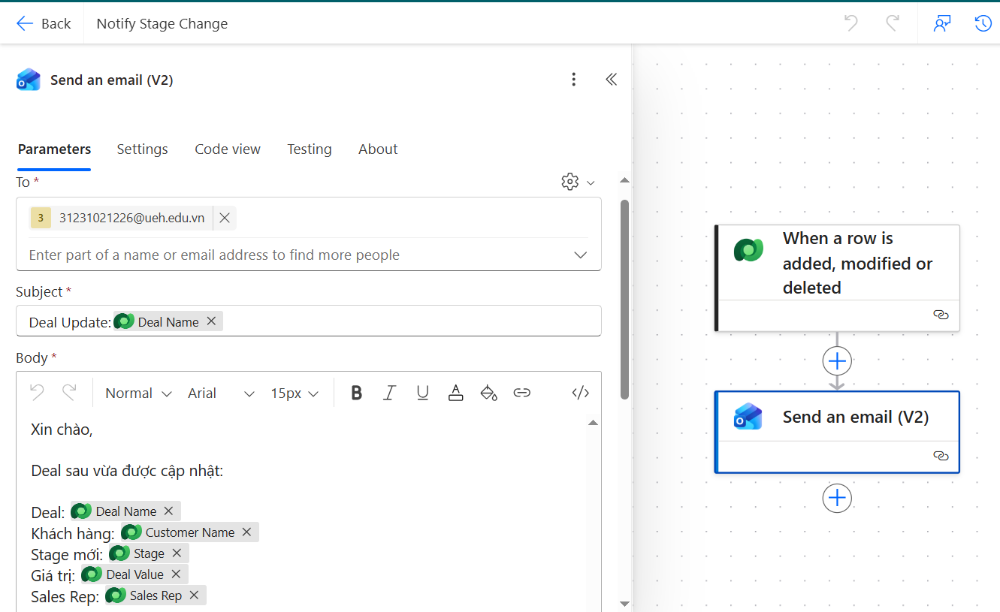 Back
Notify Stage Change
Send an email (V2)
Parameters
Settings
Code view
Testing
About
To *
3
31231021226@ueh.edu.vn
Enter part of a name or email address to find more people
Subject *
Deal Update: Deal Name
Body *
Normal
Arial
15px
B
I
U
A
</>
Xin chào,
Deal sau vừa được cập nhật:
Deal: Deal Name
Khách hàng: Customer Name
Stage mới: Stage
Giá trị: Deal Value
Sales Rep: Sales Rep
When a row is
added, modified or
deleted
Send an email (V2)